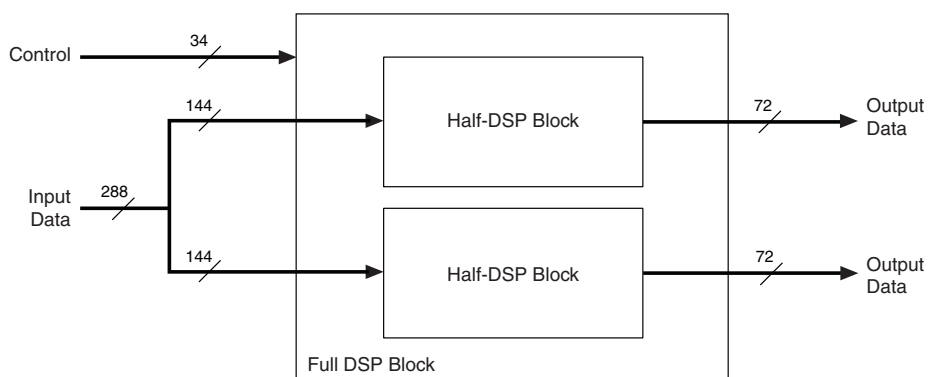 34
Control
144
Half-DSP Block
72
Output
Data
288
Input
Data
144
Half-DSP Block
72
Output
Data
Full DSP Block